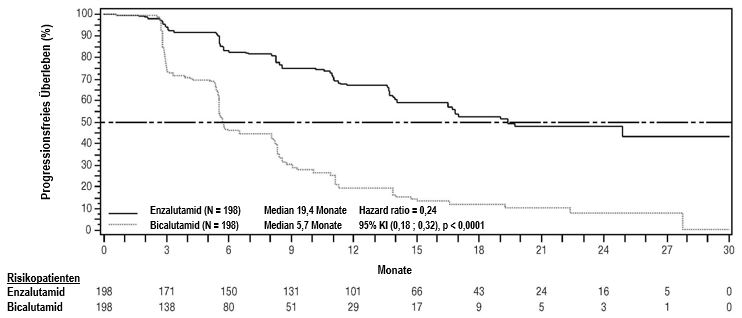 Progressionsfreies Überleben (%)
100
90
80
70
60
50
40
30
20
10
0
Enzalutamid (N = 198) Median 19,4 Monate Hazard ratio = 0,24
Bicalutamid (N = 198) Median 5,7 Monate 95% KI (0,18 ; 0,32), p < 0,0001
0 3 6 9 12 15 18 21 24 27 30
Monate
Risikopatienten
Enzalutamid 198 171 150 131 101 66 43 24 16 5 0
Bicalutamid 198 138 80 51 29 17 9 5 3 1 0